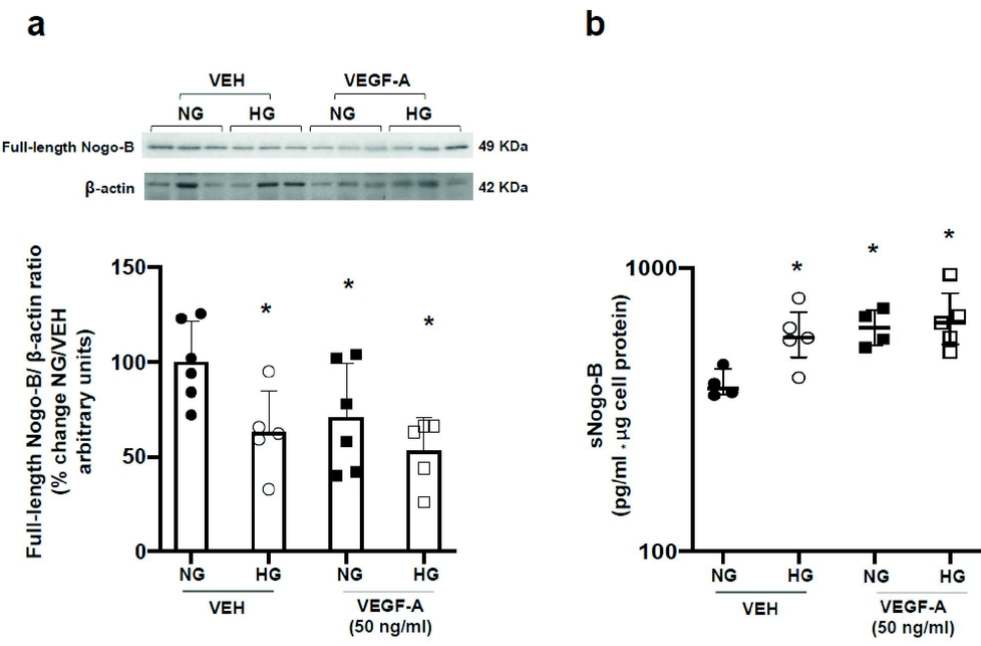 a
VEH VEGF-A
NG HG NG HG
Full-length Nogo-B 49 KDa
β-actin 42 KDa
Full-length Nogo-B/ β-actin ratio
(% change NG/VEH
arbitrary units)
150
100
50
0
* * *
NG HG NG HG
VEH VEGF-A
(50 ng/ml)
b
sNogo-B
(pg/ml * µg cell protein)
1000
100
* * *
NG HG NG HG
VEH VEGF-A
(50 ng/ml)